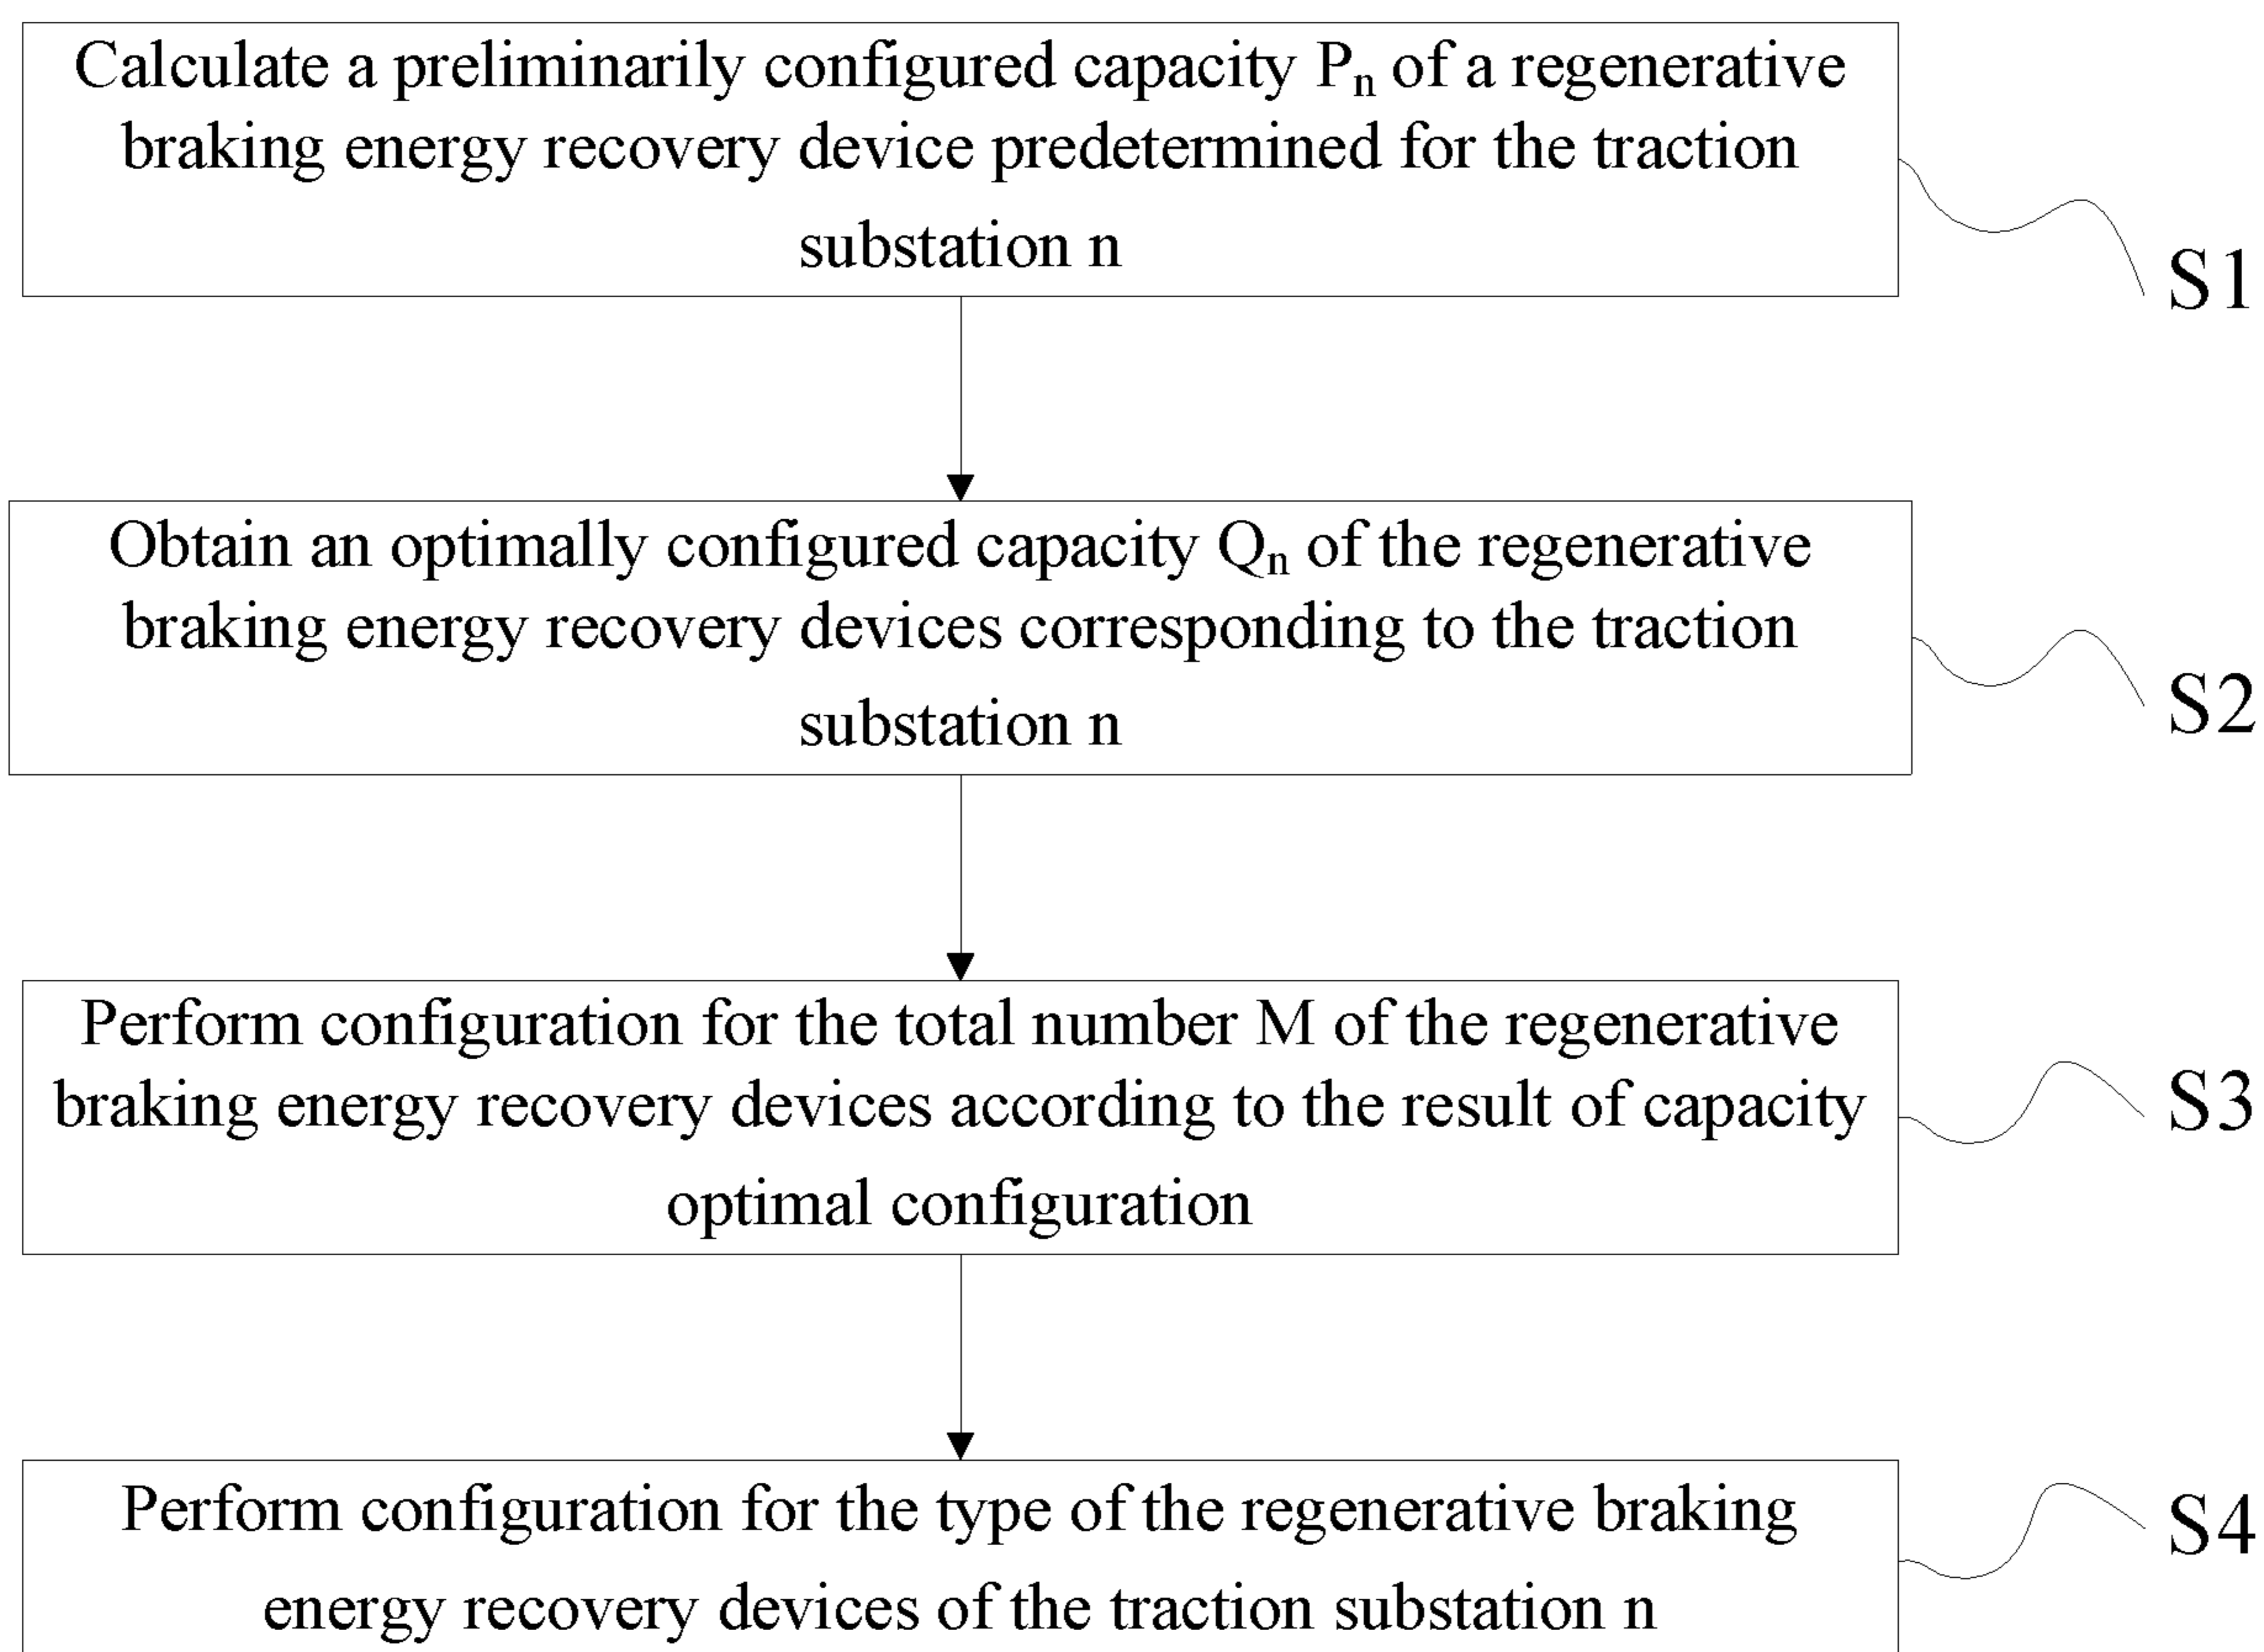 Calculate a preliminarily configured capacity Pn of a regenerative
braking energy recovery device predetermined for the traction
substation n
S1
Obtain an optimally configured capacity Qn of the regenerative
braking energy recovery devices corresponding to the traction
substation n
S2
Perform configuration for the total number M of the regenerative
braking energy recovery devices according to the result of capacity
optimal configuration
S3
Perform configuration for the type of the regenerative braking
energy recovery devices of the traction substation n
S4